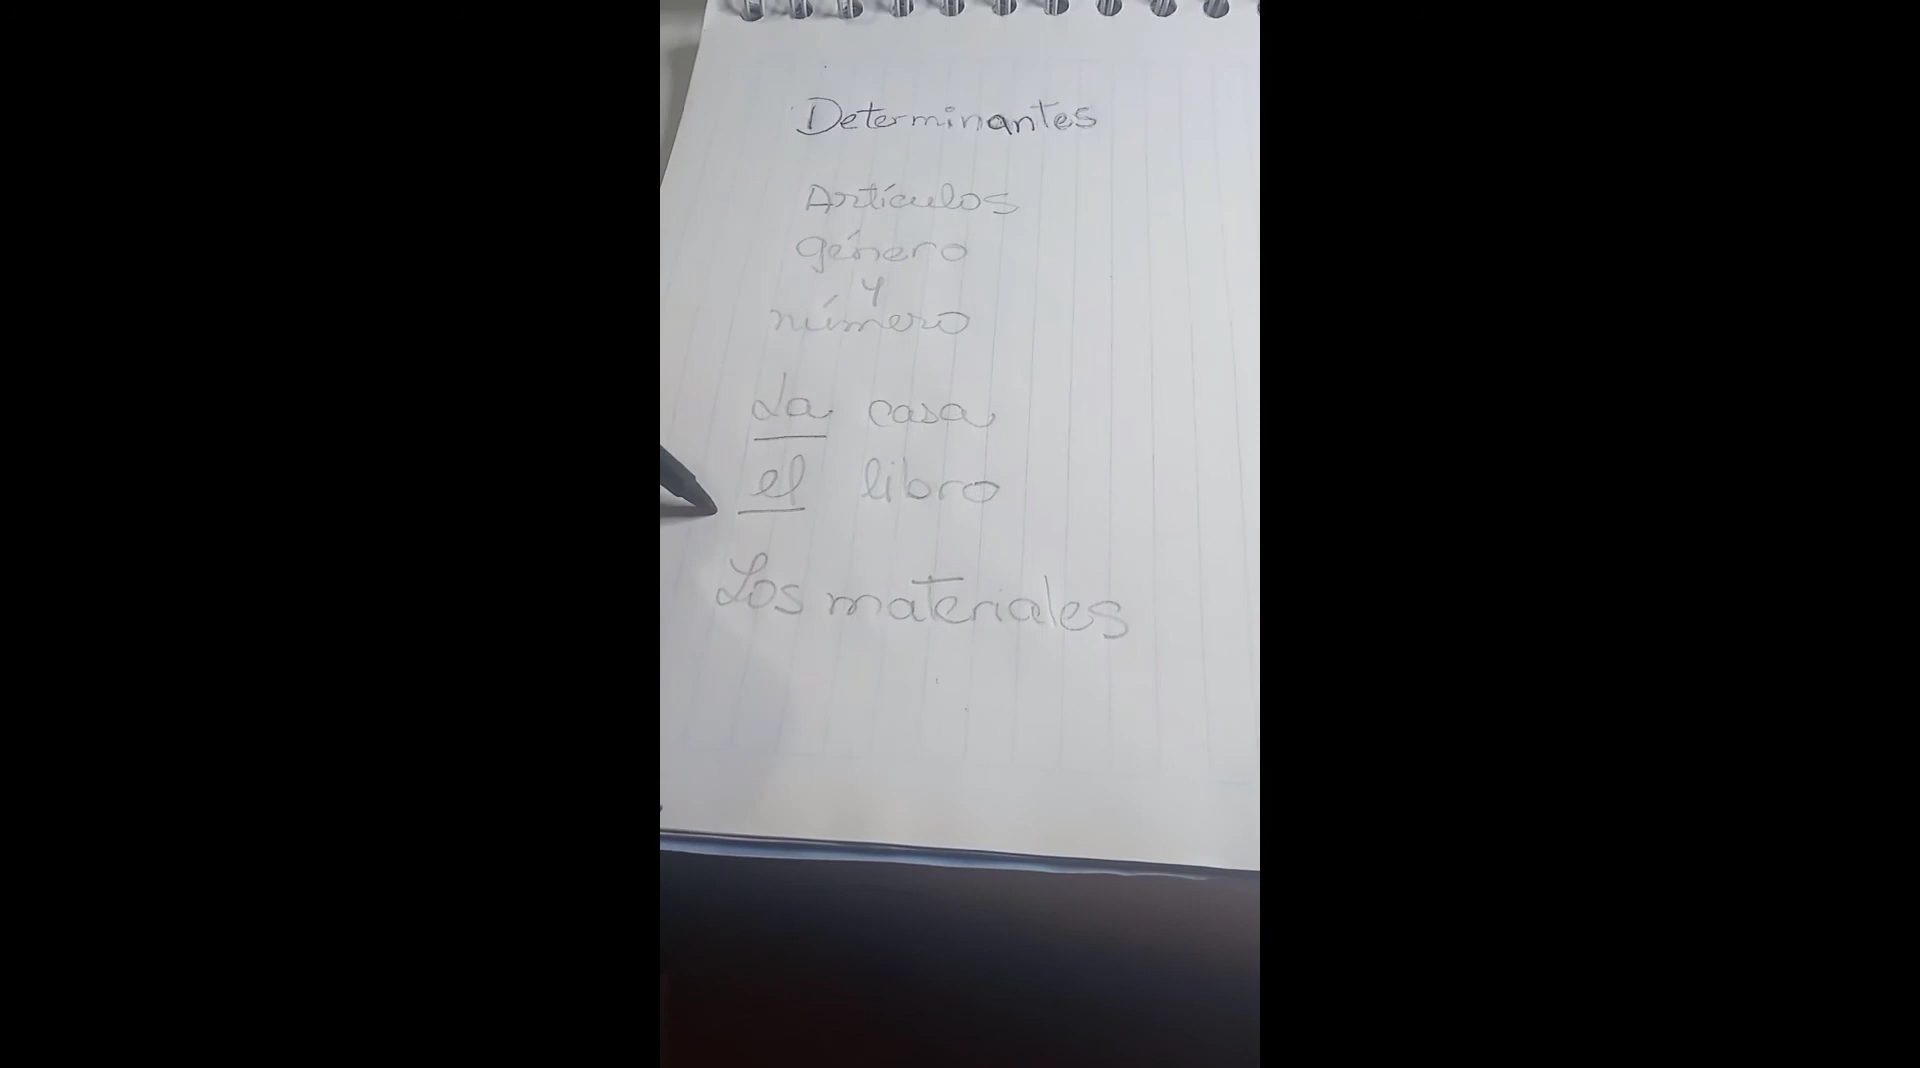 Determinantes
Artículos
género
y
número
La casa
el libro
Los materiales